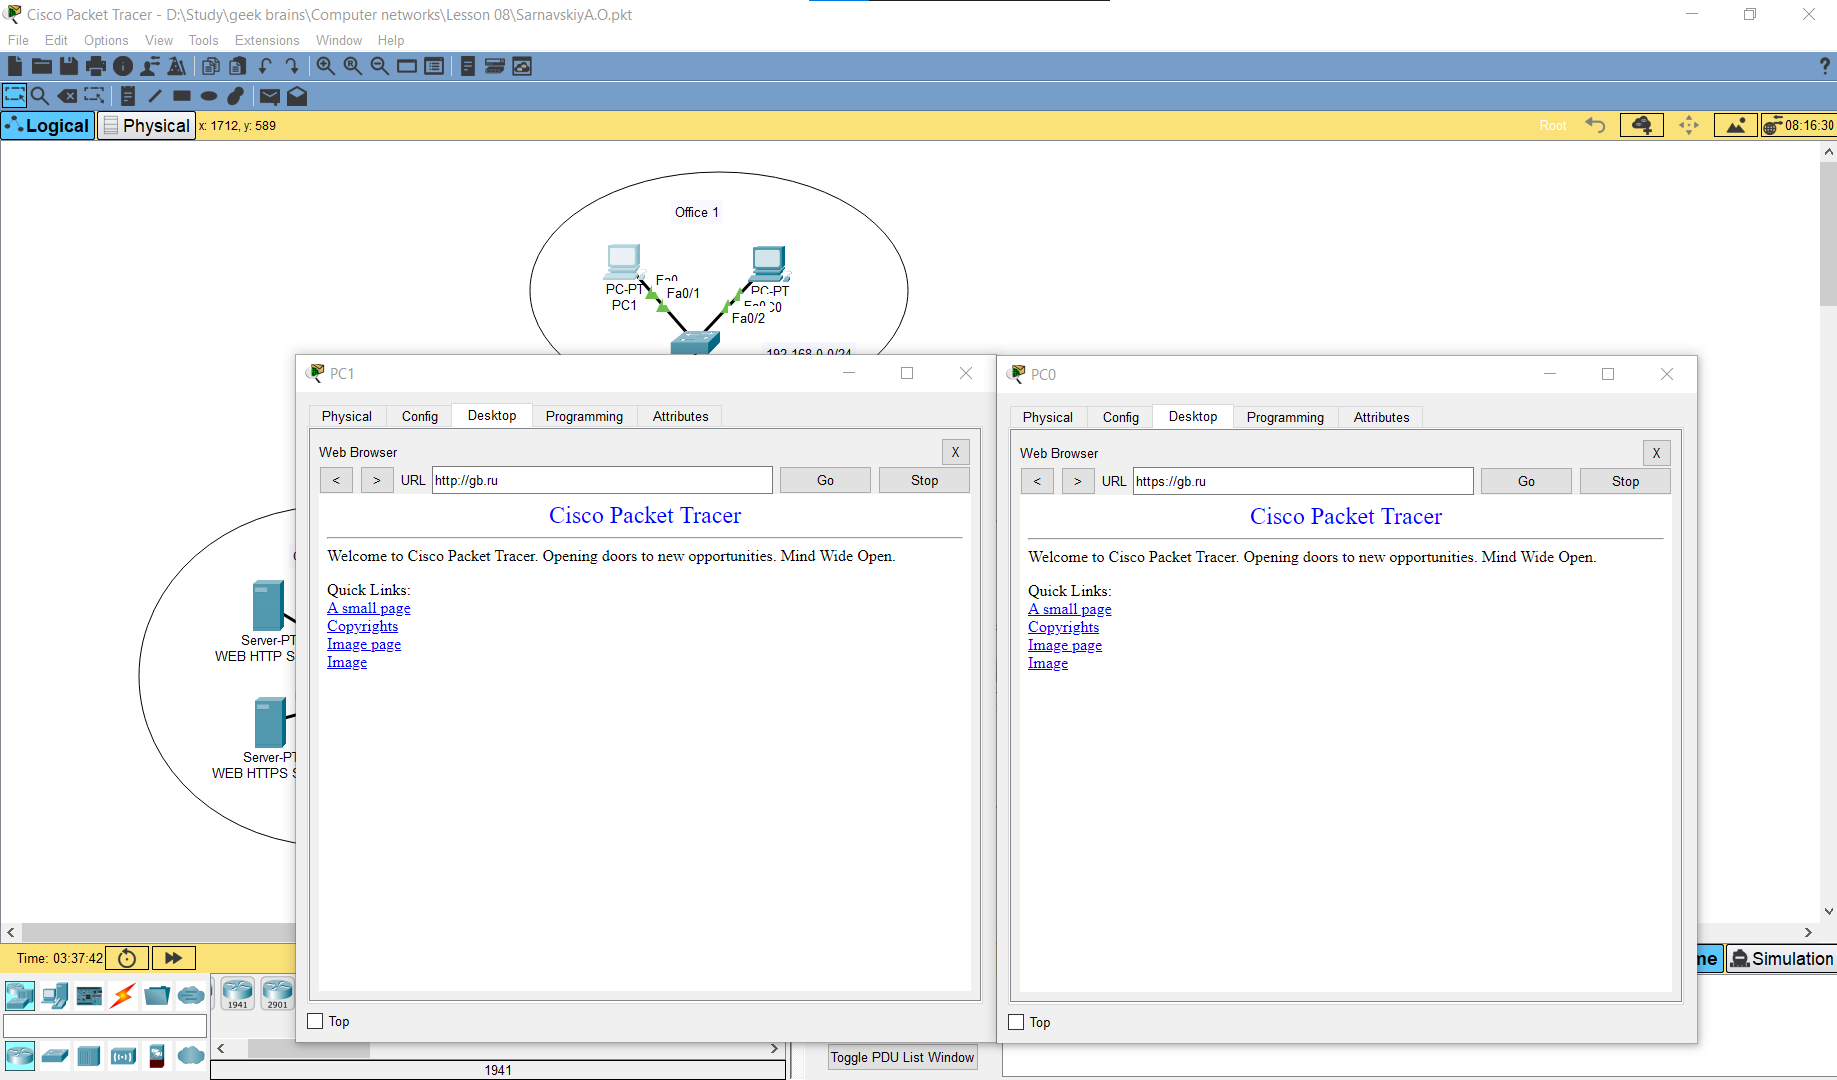 Cisco Packet Tracer - D:\Study\geek brains\Computer networks\Lesson 08\SarnavskiyA.O.pkt
File Edit Options View Tools Extensions Window Help
Logical Physical x: 1712, y: 589 Root 08:16:30
Office 1
PC-PT
PC1
Fa0
Fa0/1
PC-PT
Fa0
C0
Fa0/2
192.168.0.0/24
Server-PT
WEB HTTP S
Server-PT
WEB HTTPS S
PC1
Physical Config Desktop Programming Attributes
Web Browser X
< > URL http://gb.ru Go Stop
Cisco Packet Tracer
Welcome to Cisco Packet Tracer. Opening doors to new opportunities. Mind Wide Open.
Quick Links:
A small page
Copyrights
Image page
Image
Top
PC0
Physical Config Desktop Programming Attributes
Web Browser X
< > URL https://gb.ru Go Stop
Cisco Packet Tracer
Welcome to Cisco Packet Tracer. Opening doors to new opportunities. Mind Wide Open.
Quick Links:
A small page
Copyrights
Image page
Image
Top
Time: 03:37:42
me Simulation
1941 2901
Toggle PDU List Window
1941